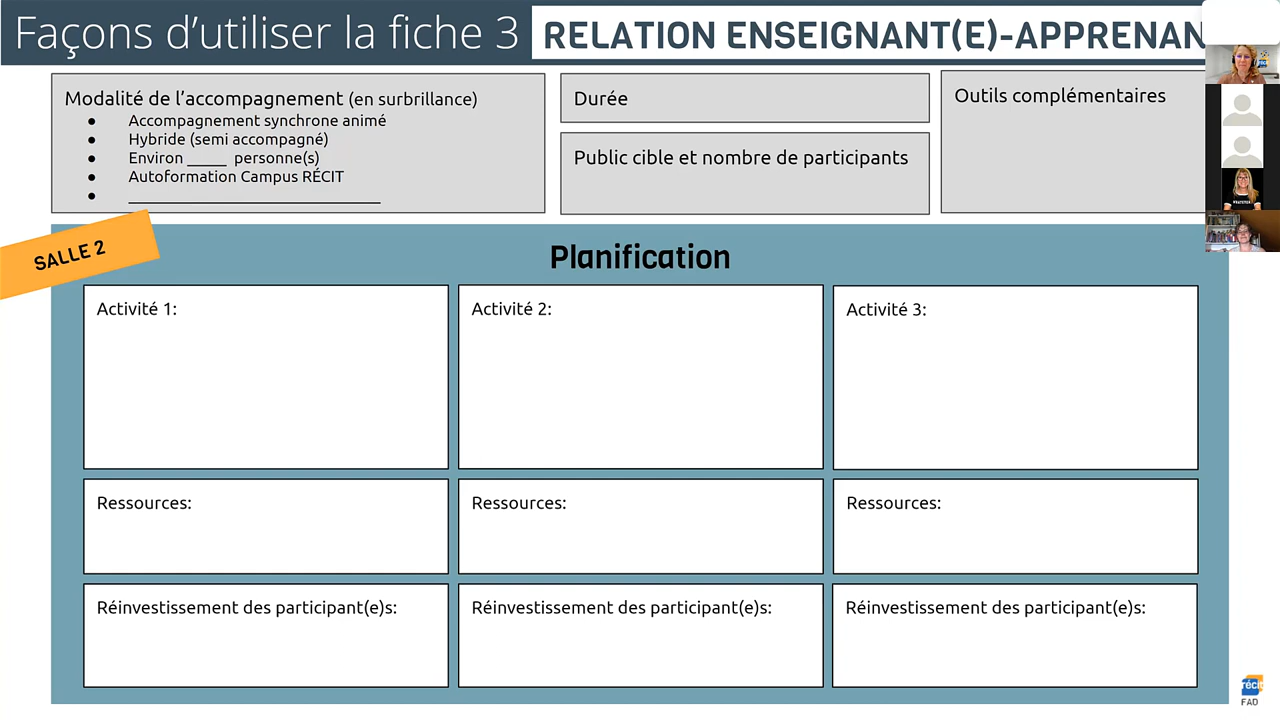 Façons d’utiliser la fiche 3
RELATION ENSEIGNANT(E)-APPRENAN
Modalité de l’accompagnement (en surbrillance)
● Accompagnement synchrone animé
● Hybride (semi accompagné)
● Environ _____ personne(s)
● Autoformation Campus RÉCIT
● ______________________________
Durée
Public cible et nombre de participants
Outils complémentaires
SALLE 2
Planification
Activité 1:
Activité 2:
Activité 3:
Ressources:
Ressources:
Ressources:
Réinvestissement des participant(e)s:
Réinvestissement des participant(e)s:
Réinvestissement des participant(e)s:
récit
FAD